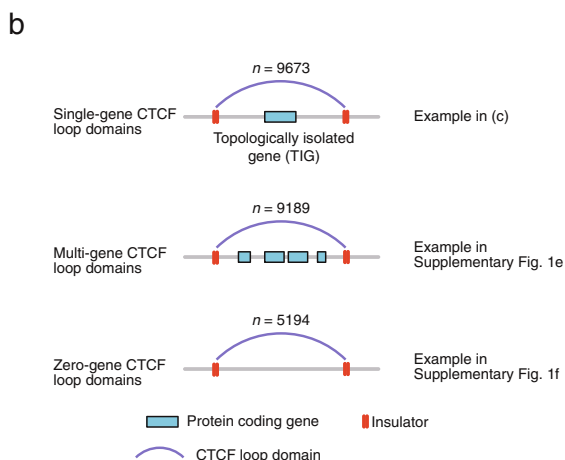 b
n = 9673
Single-gene CTCF
loop domains
Example in (c)
Topologically isolated
gene (TIG)
n = 9189
Multi-gene CTCF
loop domains
Example in
Supplementary Fig. 1e
n = 5194
Zero-gene CTCF
loop domains
Example in
Supplementary Fig. 1f
Protein coding gene
Insulator
CTCF loop domain